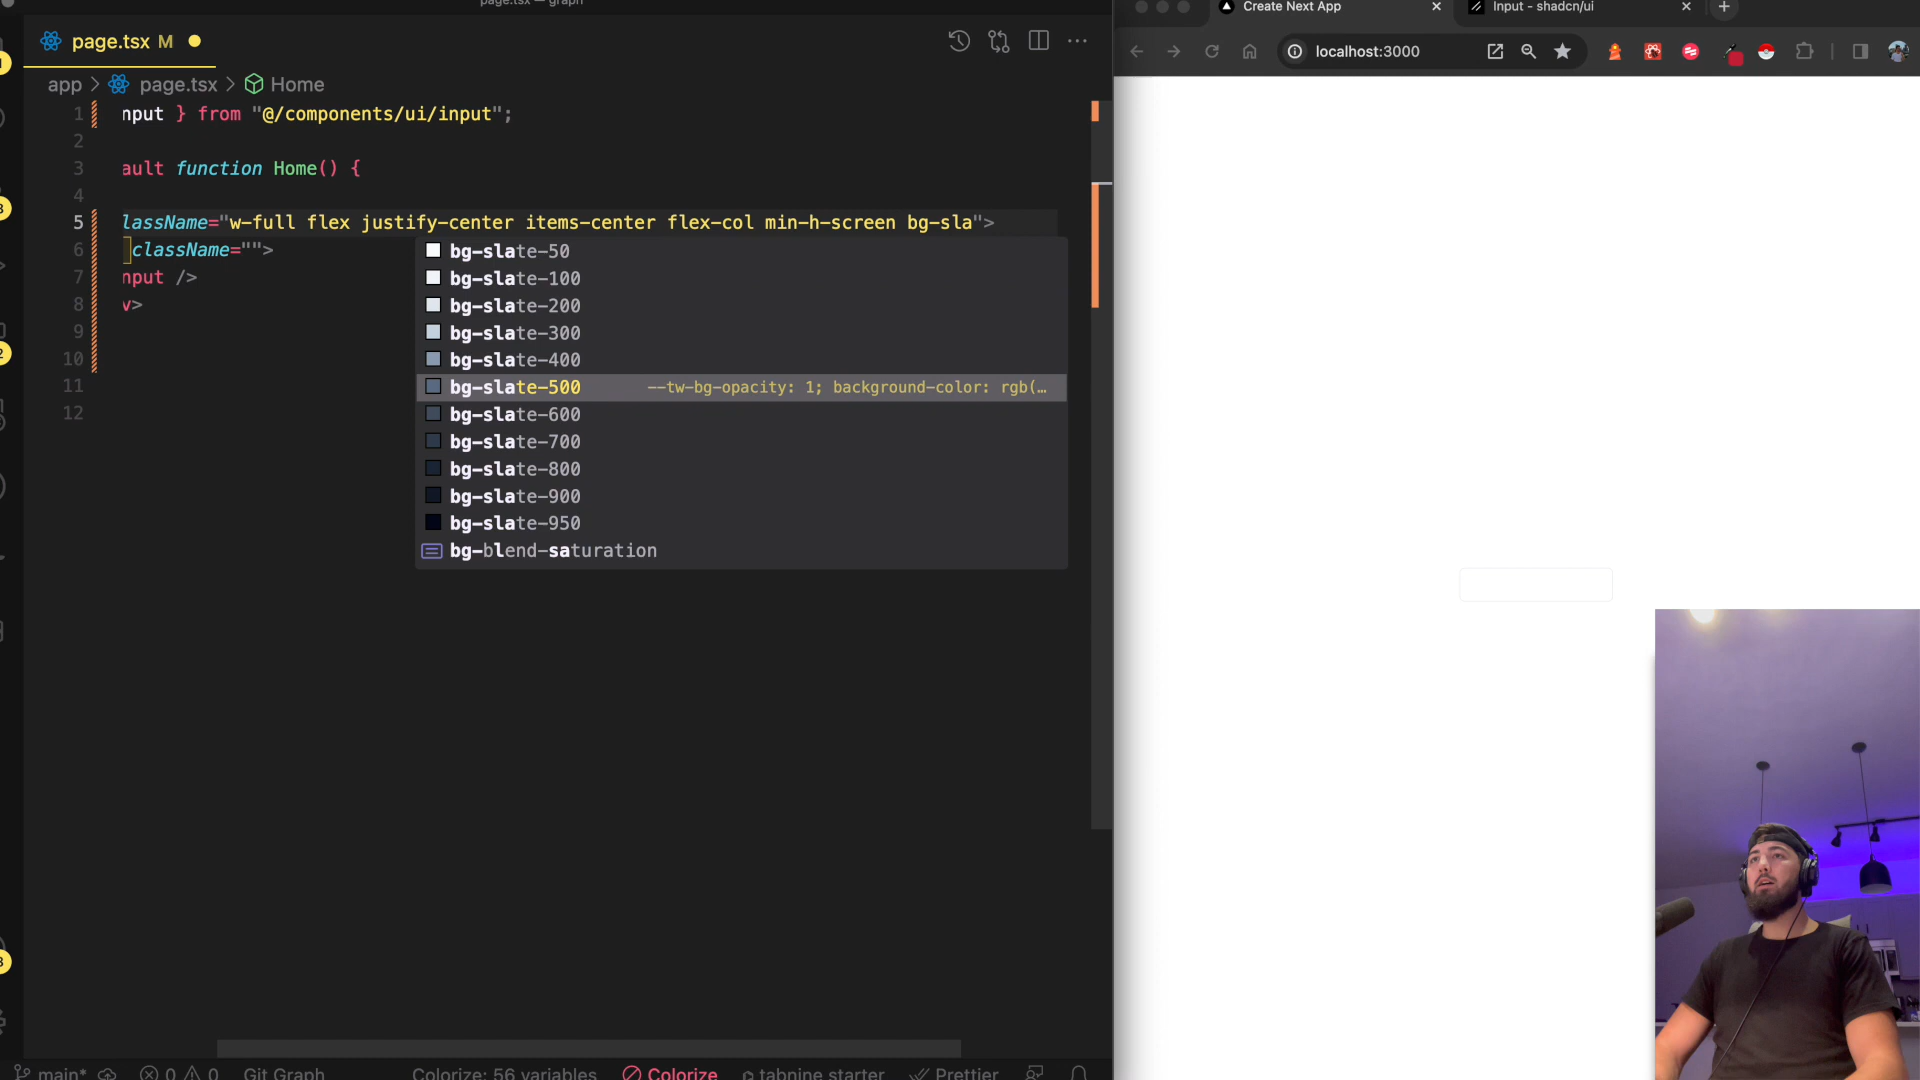 page.tsx — graph
page.tsx M
app > page.tsx > Home
1 nput } from "@/components/ui/input";
2
3 ault function Home() {
4
5 lassName="w-full flex justify-center items-center flex-col min-h-screen bg-sla">
6 className="">
7 nput />
8 v>
9
10
11
12
bg-slate-50
bg-slate-100
bg-slate-200
bg-slate-300
bg-slate-400
bg-slate-500 --tw-bg-opacity: 1; background-color: rgb(…
bg-slate-600
bg-slate-700
bg-slate-800
bg-slate-900
bg-slate-950
bg-blend-saturation
main* 0 0 Git Graph Colorize: 56 variables Colorize tabnine starter Prettier
Create Next App
Input - shadcn/ui
localhost:3000